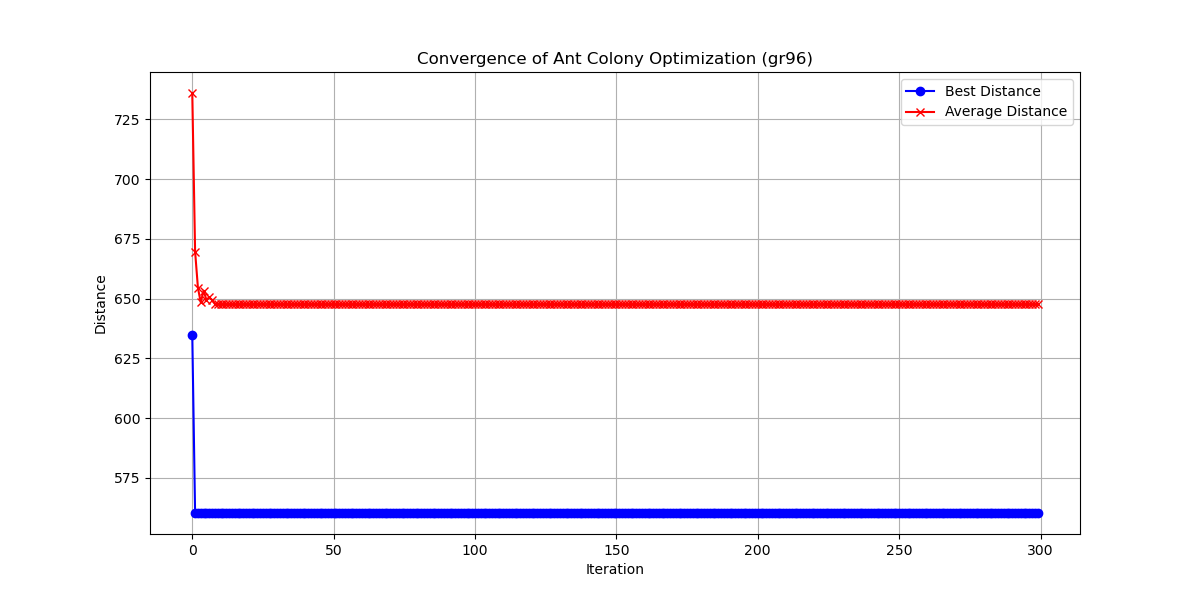 Convergence of Ant Colony Optimization (gr96)
Best Distance
Average Distance
725
700
675
650
625
600
575
Distance
0 50 100 150 200 250 300
Iteration